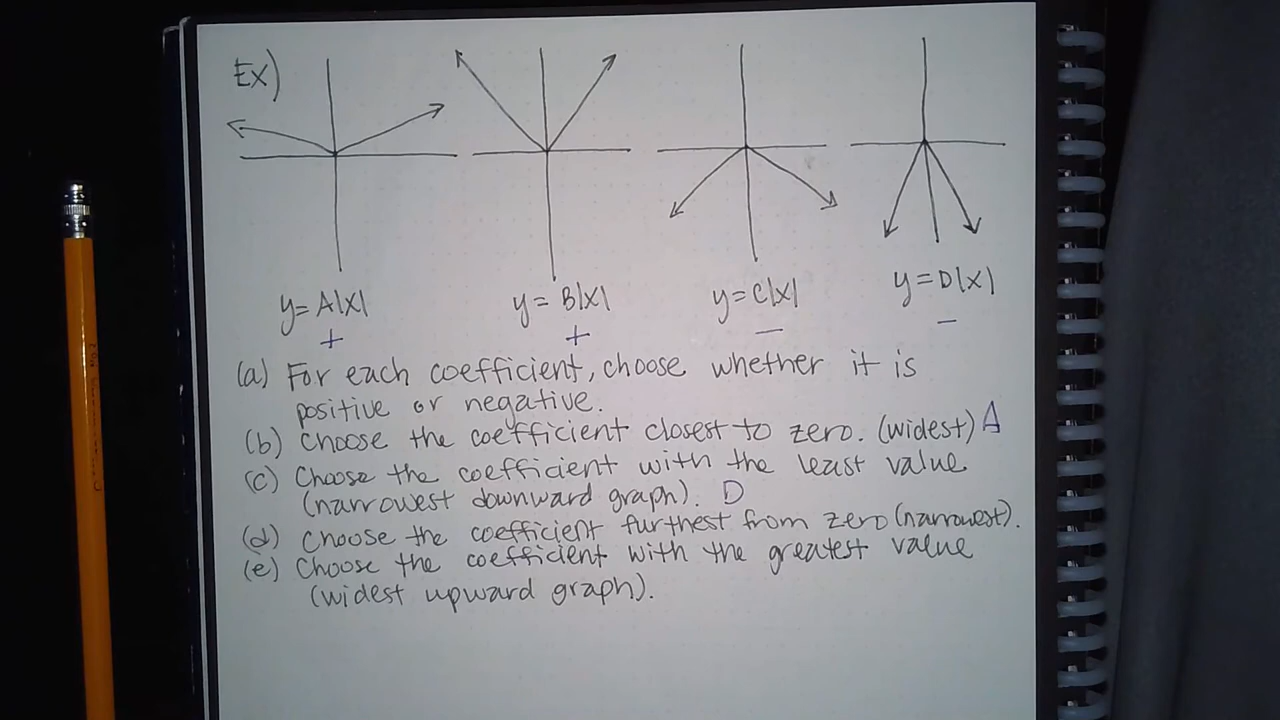 Ex)
y=A|x| y=B|x| y=C|x| y=D|x|
+ + − −
(a) For each coefficient, choose whether it is
positive or negative.
(b) Choose the coefficient closest to zero. (widest) A
(c) Choose the coefficient with the least value
(narrowest downward graph). D
(d) Choose the coefficient furthest from zero (narrowest).
(e) Choose the coefficient with the greatest value
(widest upward graph).